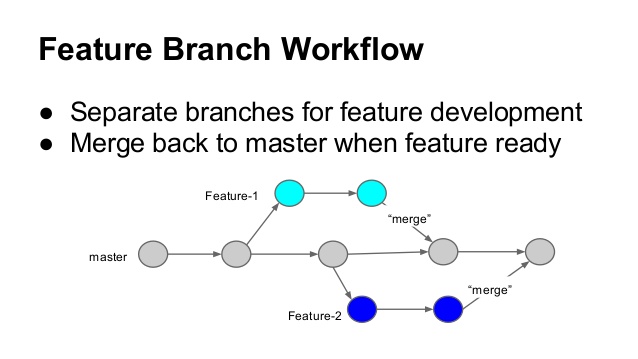 Feature Branch Workflow
● Separate branches for feature development
● Merge back to master when feature ready
Feature-1
“merge”
master
“merge”
Feature-2